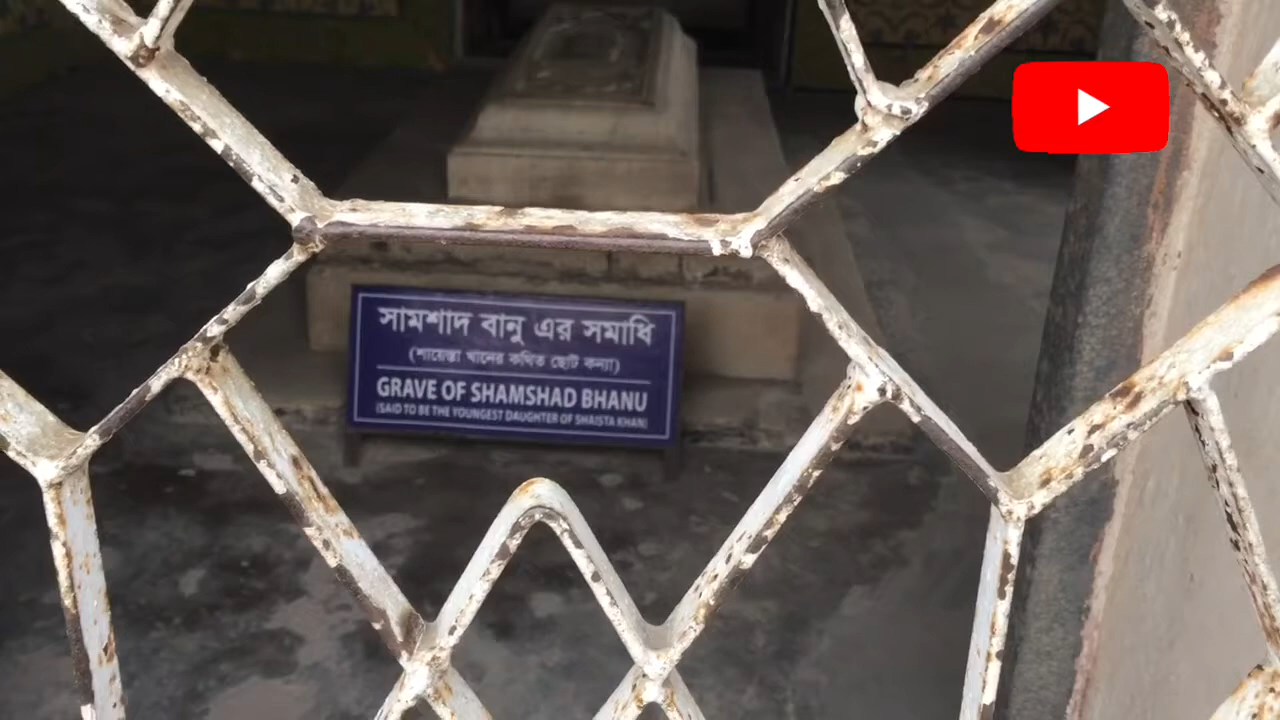 সামশাদ বানু এর সমাধি
(শায়েস্তা খানের কথিত ছোট কন্যা)
GRAVE OF SHAMSHAD BHANU
(SAID TO BE THE YOUNGEST DAUGHTER OF SHAISTA KHAN)